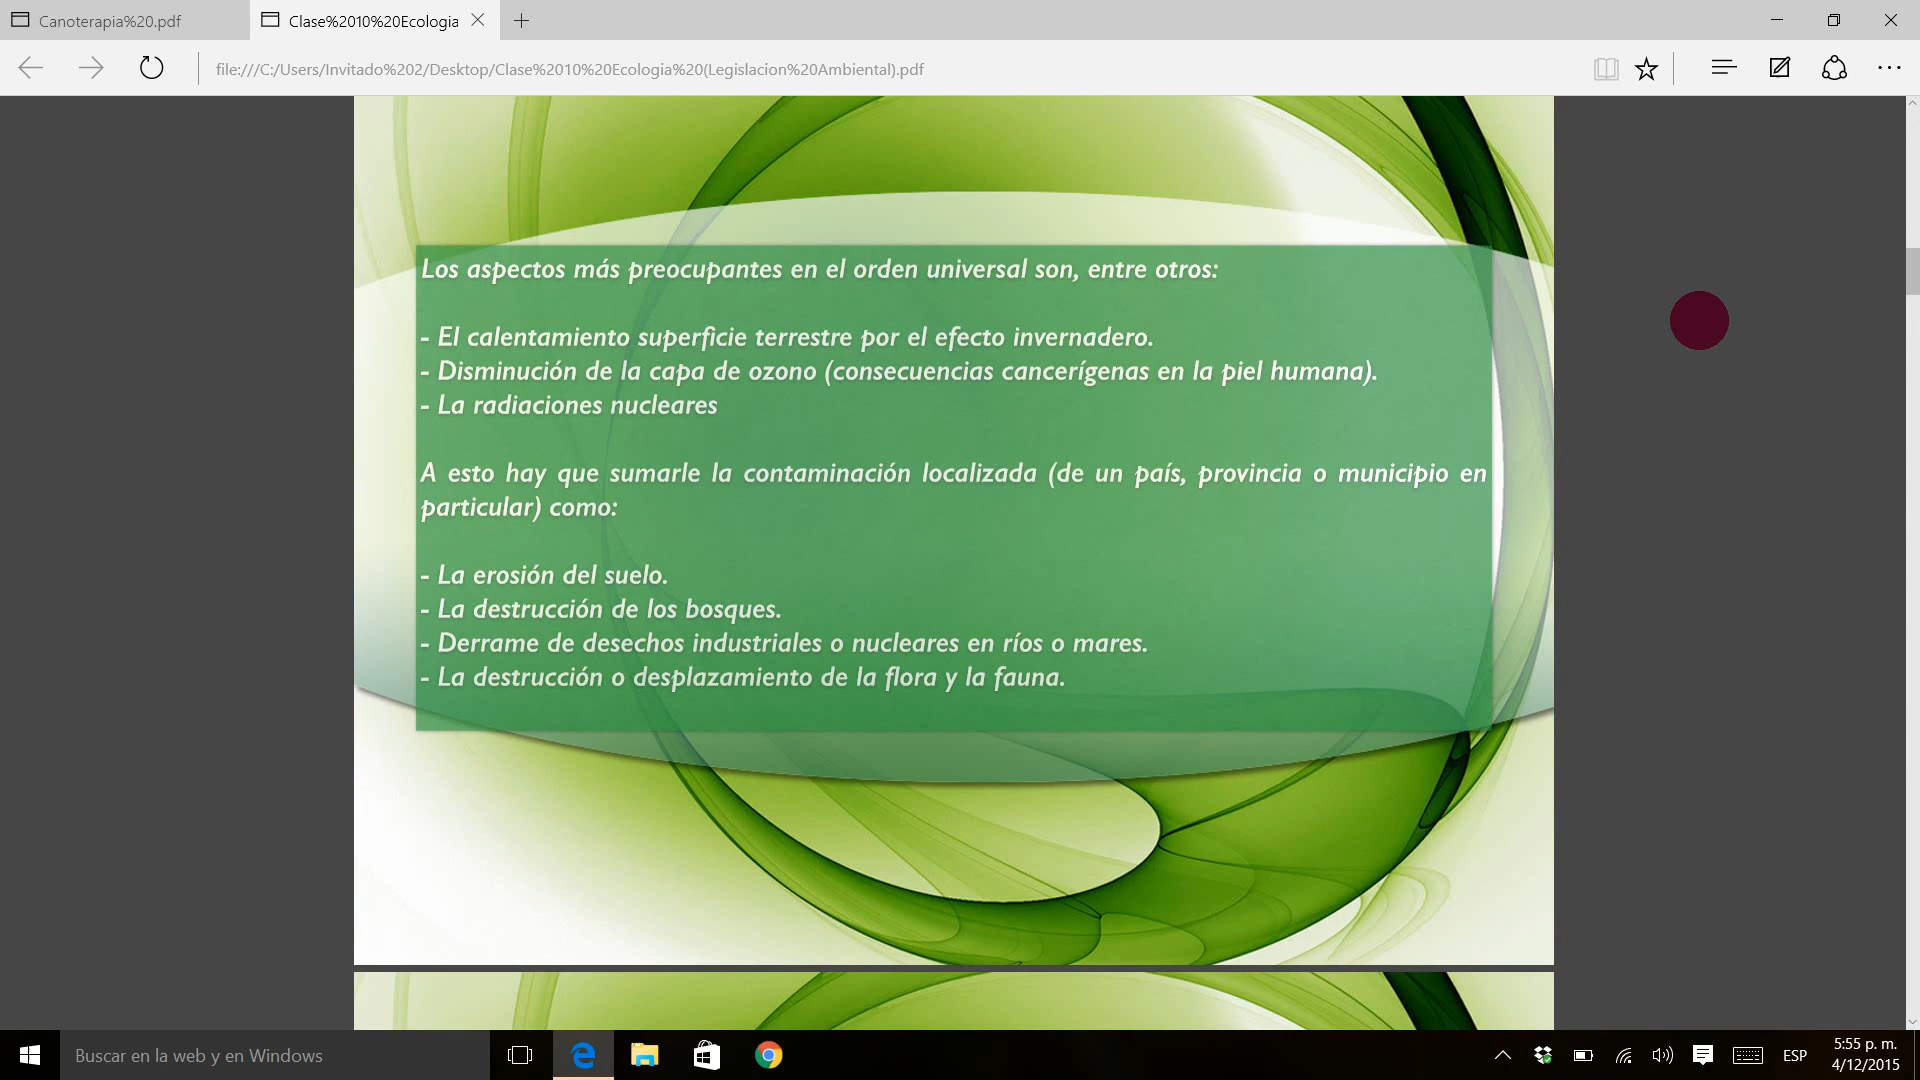 Canoterapia%20.pdf
Clase%2010%20Ecologia
file:///C:/Users/Invitado%202/Desktop/Clase%2010%20Ecologia%20(Legislacion%20Ambiental).pdf
Los aspectos más preocupantes en el orden universal son, entre otros:
- El calentamiento superficie terrestre por el efecto invernadero.
- Disminución de la capa de ozono (consecuencias cancerígenas en la piel humana).
- La radiaciones nucleares
A esto hay que sumarle la contaminación localizada (de un país, provincia o municipio en
particular) como:
- La erosión del suelo.
- La destrucción de los bosques.
- Derrame de desechos industriales o nucleares en ríos o mares.
- La destrucción o desplazamiento de la flora y la fauna.
Buscar en la web y en Windows
ESP
5:55 p. m.
4/12/2015